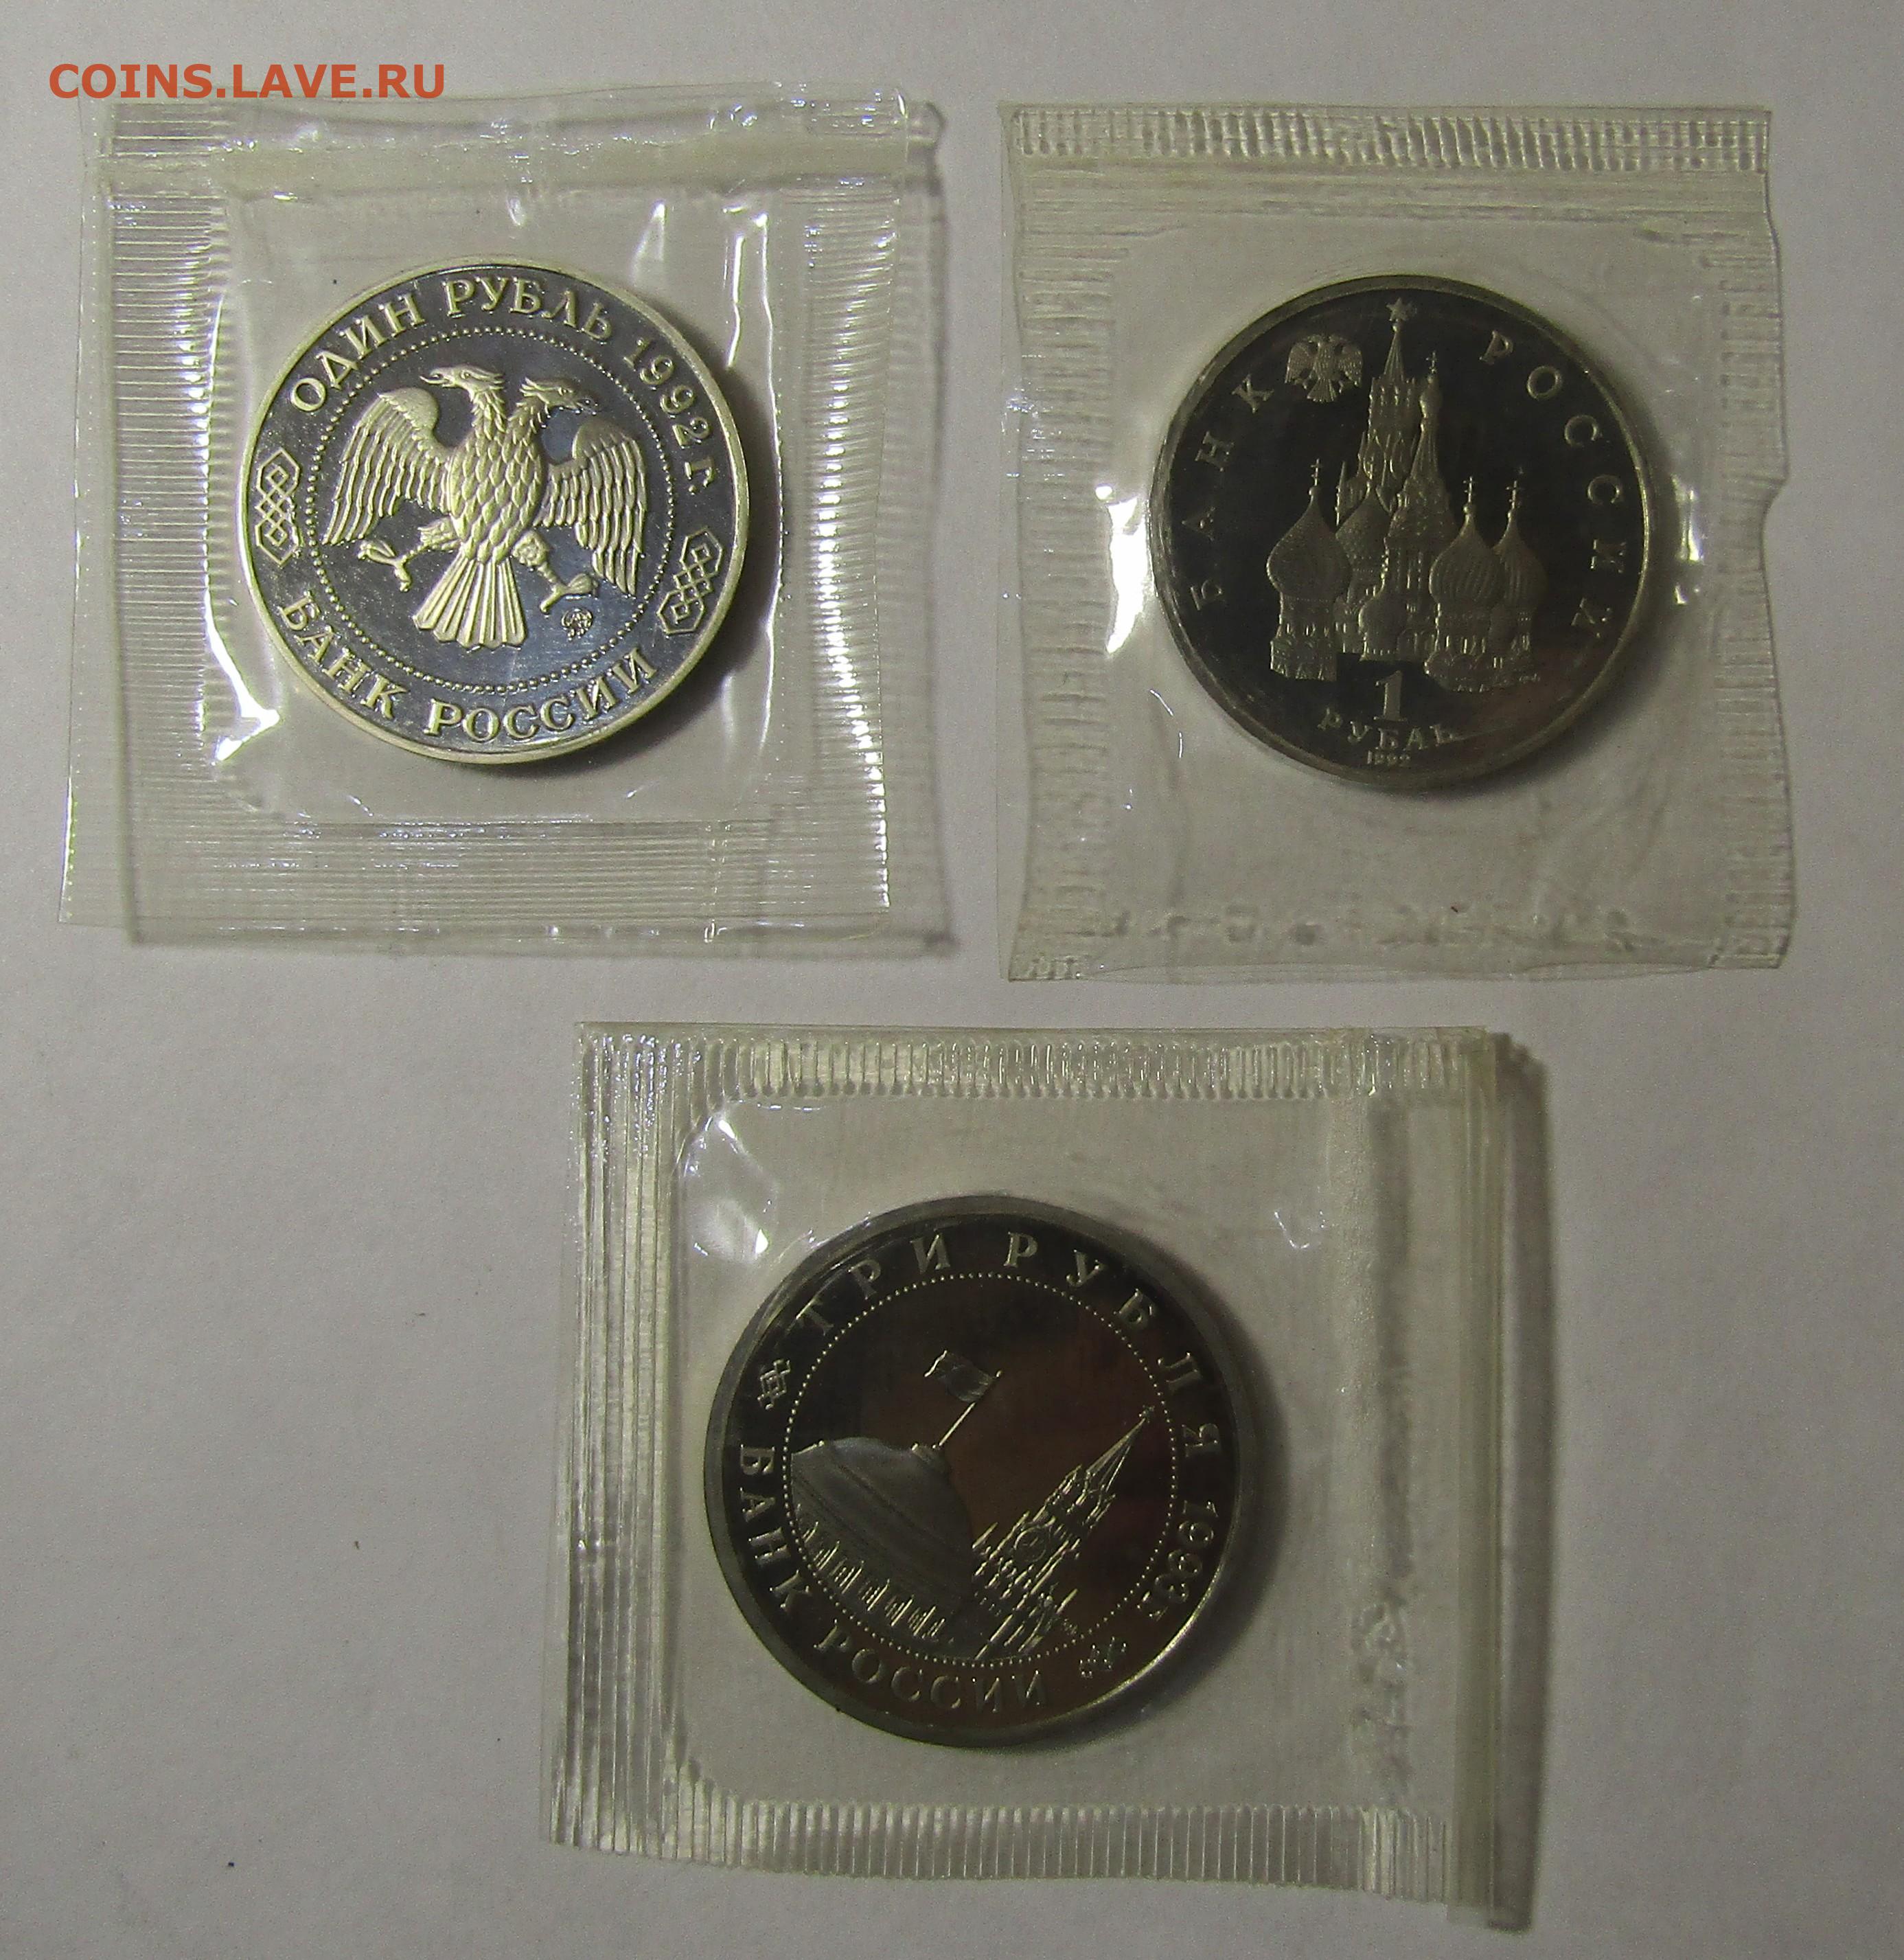 COINS.LAVE.RU
ОДИН РУБЛЬ 1992 г.
БАНК РОССИИ
БАНК РОССИИ
1
РУБЛЬ
1992
ТРИ РУБЛЯ 1993 г.
БАНК РОССИИ